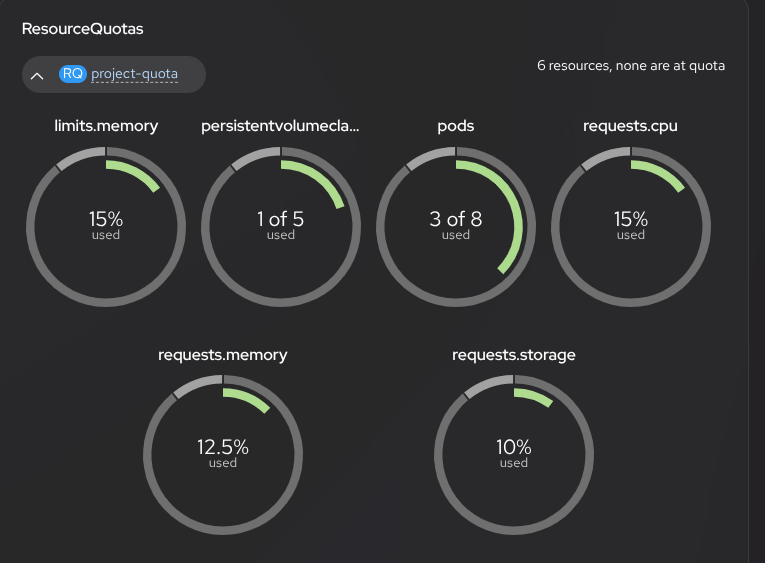 ResourceQuotas
RQ project-quota
6 resources, none are at quota
limits.memory
persistentvolumecla...
pods
requests.cpu
15%
used
1 of 5
used
3 of 8
used
15%
used
requests.memory
requests.storage
12.5%
used
10%
used